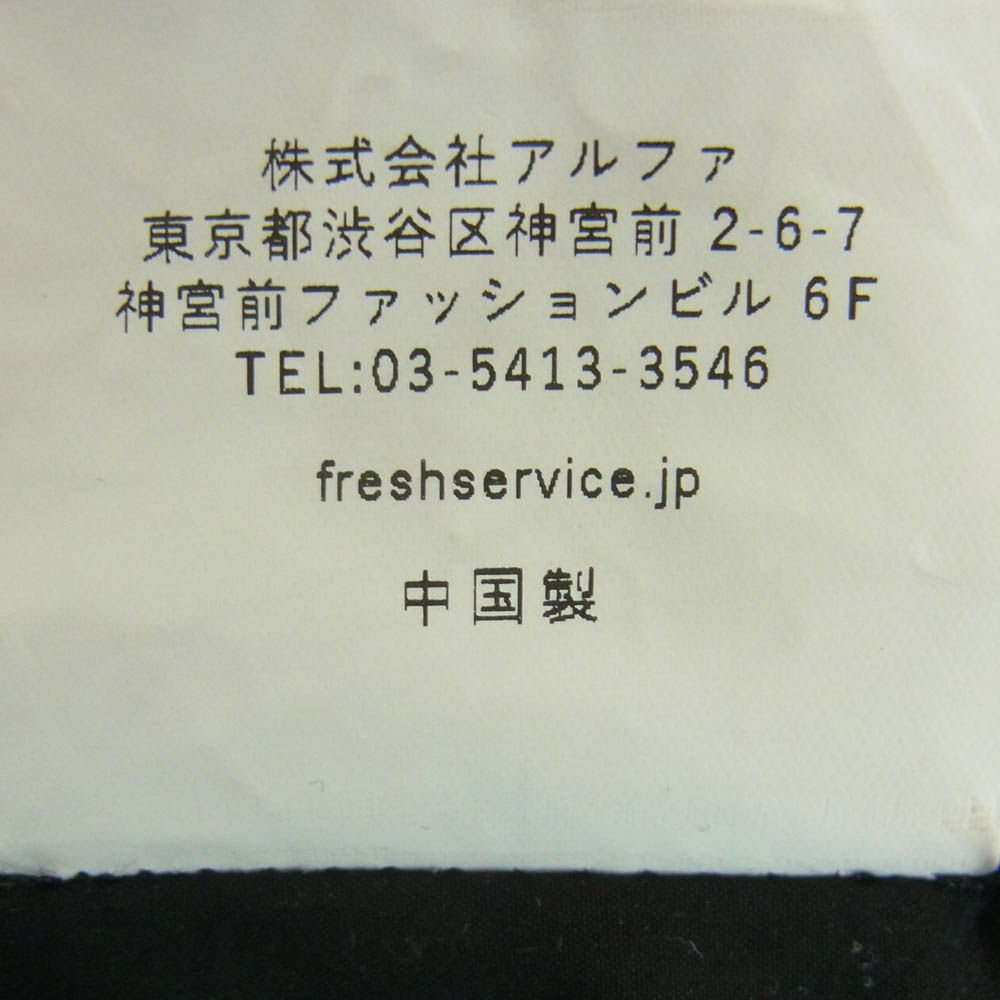 株式会社アルファ
東京都渋谷区神宮前 2-6-7
神宮前ファッションビル 6F
TEL:03-5413-3546
freshservice.jp
中国製